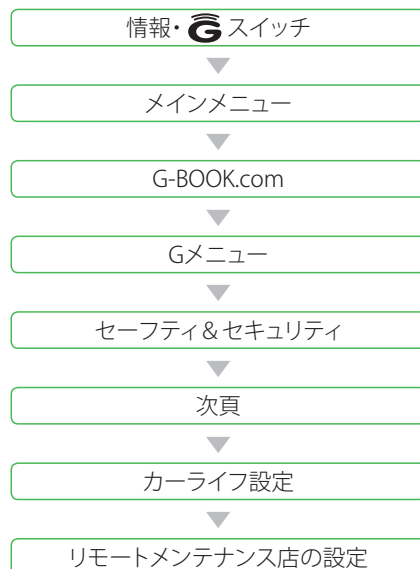 情報・G スイッチ
メインメニュー
G-BOOK.com
Gメニュー
セーフティ＆セキュリティ
次頁
カーライフ設定
リモートメンテナンス店の設定